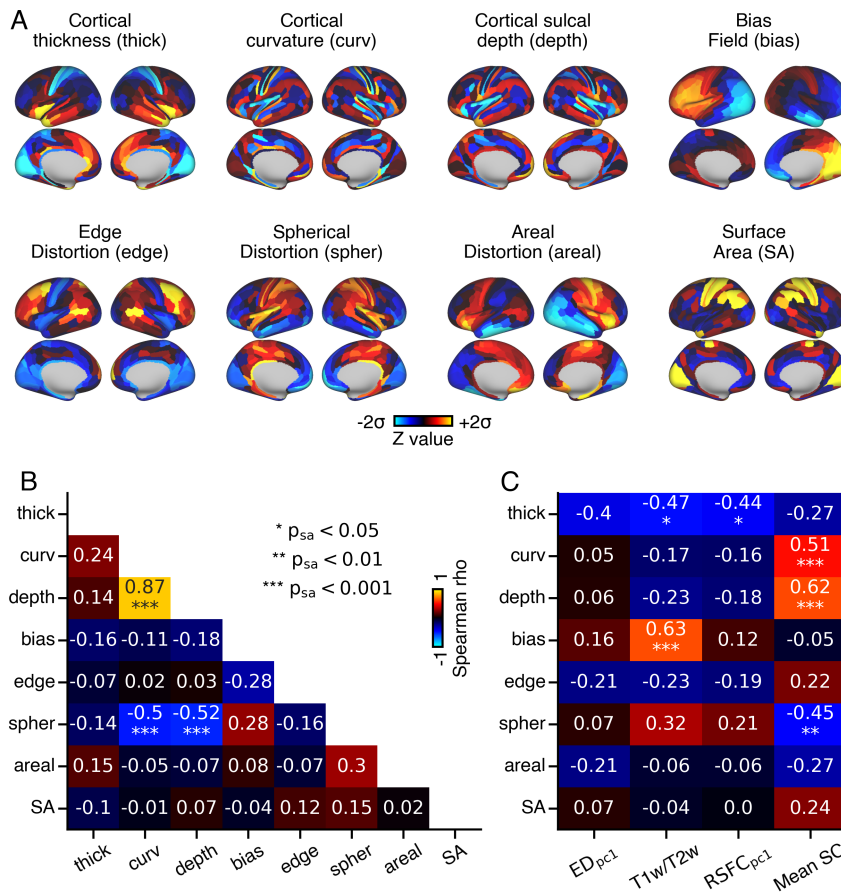 A
Cortical
thickness (thick)
Cortical
curvature (curv)
Cortical sulcal
depth (depth)
Bias
Field (bias)
Edge
Distortion (edge)
Spherical
Distortion (spher)
Areal
Distortion (areal)
Surface
Area (SA)
-2σ +2σ
Z value
B
* p_sa < 0.05
** p_sa < 0.01
*** p_sa < 0.001
1
-1
Spearman rho
thick
curv 0.24
depth 0.14 0.87 ***
bias -0.16 -0.11 -0.18
edge -0.07 0.02 0.03 -0.28
spher -0.14 -0.5 *** -0.52 *** 0.28 -0.16
areal 0.15 -0.05 -0.07 0.08 -0.07 0.3
SA -0.1 -0.01 0.07 -0.04 0.12 0.15 0.02
thick curv depth bias edge spher areal SA
C
thick -0.4 -0.47 * -0.44 * -0.27
curv 0.05 -0.17 -0.16 0.51 ***
depth 0.06 -0.23 -0.18 0.62 ***
bias 0.16 0.63 *** 0.12 -0.05
edge -0.21 -0.23 -0.19 0.22
spher 0.07 0.32 0.21 -0.45 **
areal -0.21 -0.06 -0.06 -0.27
SA 0.07 -0.04 0.0 0.24
ED_pc1 T1w/T2w RSFC_pc1 Mean SC